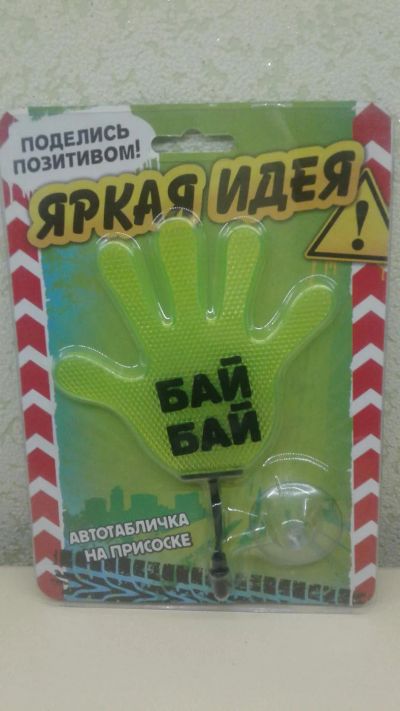 ПОДЕЛИСЬ
ПОЗИТИВОМ!
ЯРКАЯ ИДЕЯ
!
БАЙ
БАЙ
АВТОТАБЛИЧКА
НА ПРИСОСКЕ